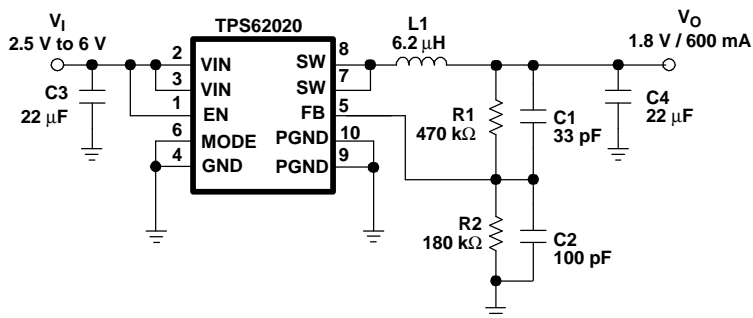 TPS62020
VI
2.5 V to 6 V
C3
22 μF
2
VIN
3
VIN
1
EN
6
MODE
4
GND
SW
8
SW
7
FB
5
PGND
10
PGND
9
L1
6.2 μH
R1
470 kΩ
C1
33 pF
R2
180 kΩ
C2
100 pF
C4
22 μF
VO
1.8 V / 600 mA